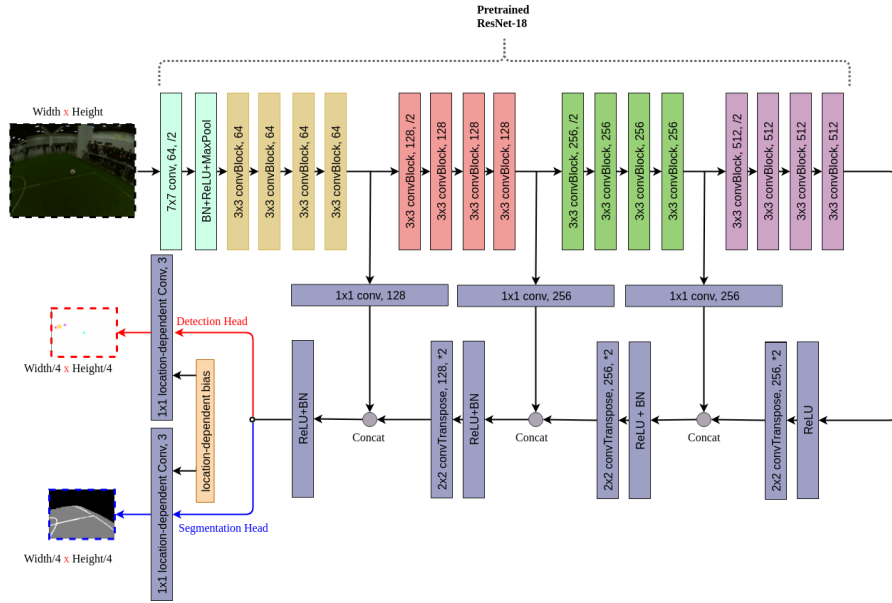 Pretrained
ResNet-18
Width x Height
7x7 conv, 64, /2
BN+ReLU+MaxPool
3x3 convBlock, 64
3x3 convBlock, 64
3x3 convBlock, 64
3x3 convBlock, 64
3x3 convBlock, 128, /2
3x3 convBlock, 128
3x3 convBlock, 128
3x3 convBlock, 128
3x3 convBlock, 256, /2
3x3 convBlock, 256
3x3 convBlock, 256
3x3 convBlock, 256
3x3 convBlock, 512, /2
3x3 convBlock, 512
3x3 convBlock, 512
3x3 convBlock, 512
1x1 conv, 128
1x1 conv, 256
1x1 conv, 256
1x1 location-dependent Conv, 3
Detection Head
Width/4 x Height/4
location-dependent bias
ReLU+BN
Concat
2x2 convTranspose, 128, *2
ReLU+BN
Concat
2x2 convTranspose, 256, *2
ReLU + BN
Concat
2x2 convTranspose, 256, *2
ReLU
1x1 location-dependent Conv, 3
Segmentation Head
Width/4 x Height/4